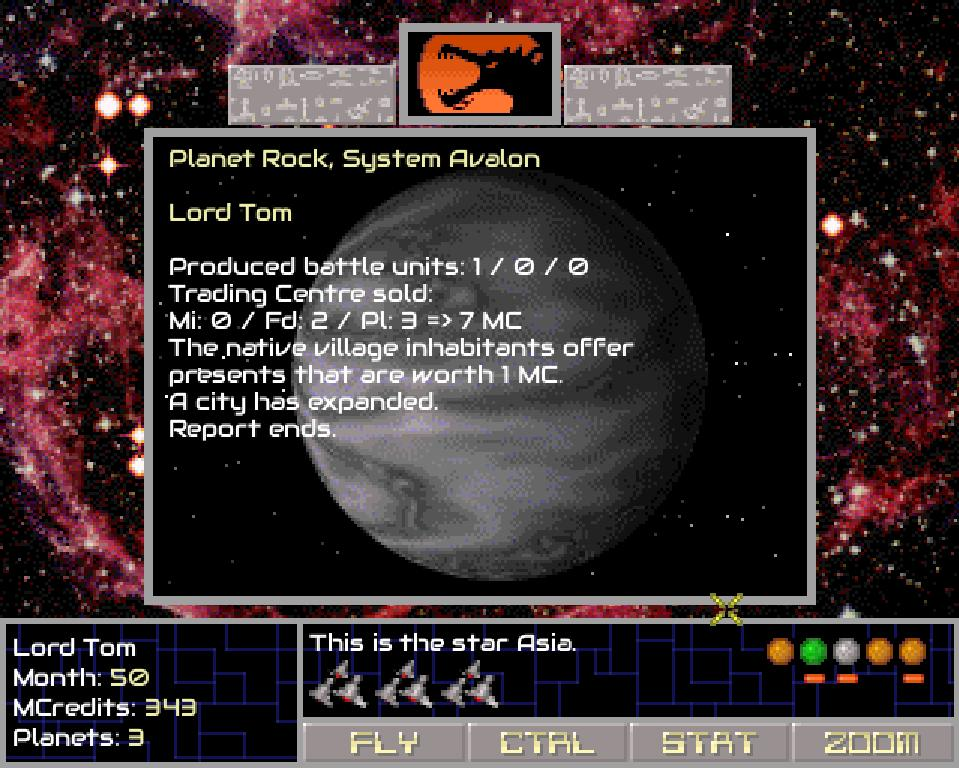 Planet Rock, System Avalon
Lord Tom
Produced battle units: 1 / 0 / 0
Trading Centre sold:
Mi: 0 / Fd: 2 / Pl: 3 => 7 MC
The native village inhabitants offer
presents that are worth 1 MC.
A city has expanded.
Report ends.
Lord Tom
Month: 50
MCredits: 343
Planets: 3
This is the star Asia.
FLY CTRL STAT ZOOM